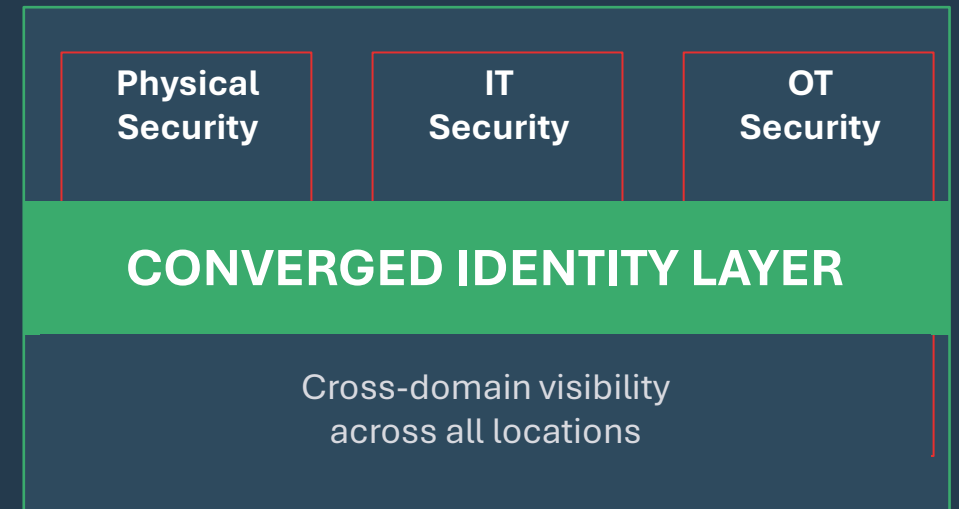 Physical
Security
IT
Security
OT
Security
CONVERGED IDENTITY LAYER
Cross-domain visibility
across all locations